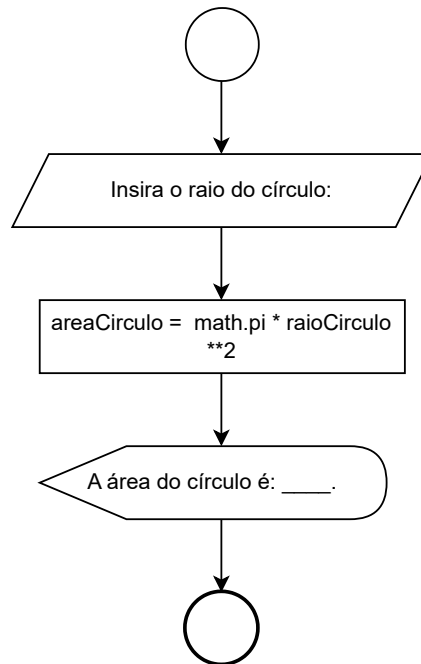 Insira o raio do círculo:
areaCirculo =  math.pi * raioCirculo
**2
A área do círculo é: ____.